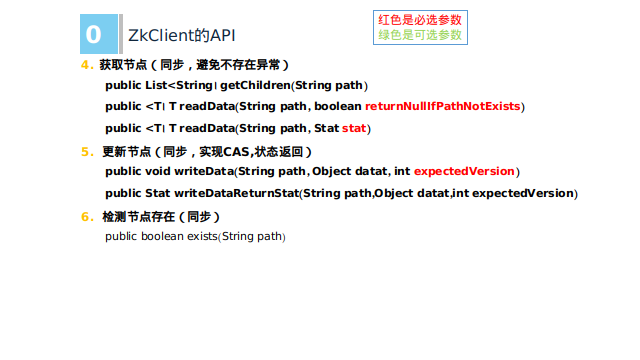 0
ZkClient的API
红色是必选参数
绿色是可选参数
4. 获取节点（同步，避免不存在异常）
public List<String| getChildren(String path)
public <T| T readData(String path, boolean returnNullIfPathNotExists)
public <T| T readData(String path, Stat stat)
5. 更新节点（同步，实现CAS,状态返回）
public void writeData(String path, Object datat, int expectedVersion)
public Stat writeDataReturnStat(String path,Object datat,int expectedVersion)
6. 检测节点存在（同步）
public boolean exists(String path)